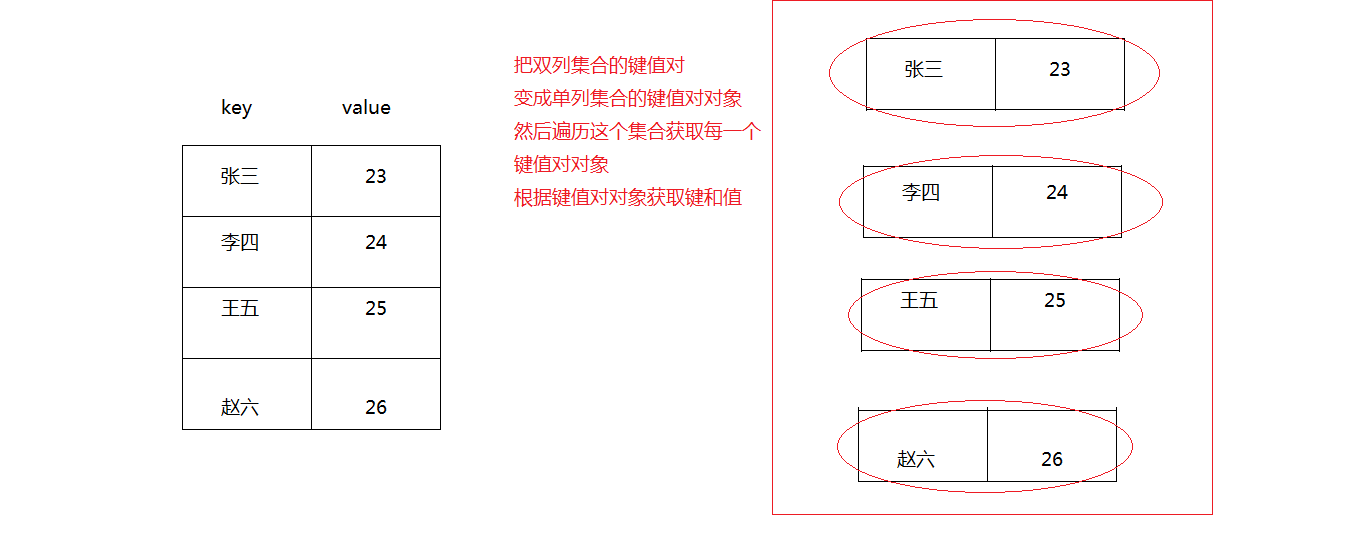 key value
张三 23
李四 24
王五 25
赵六 26
把双列集合的键值对
变成单列集合的键值对对象
然后遍历这个集合获取每一个
键值对对象
根据键值对对象获取键和值
张三 23
李四 24
王五 25
赵六 26